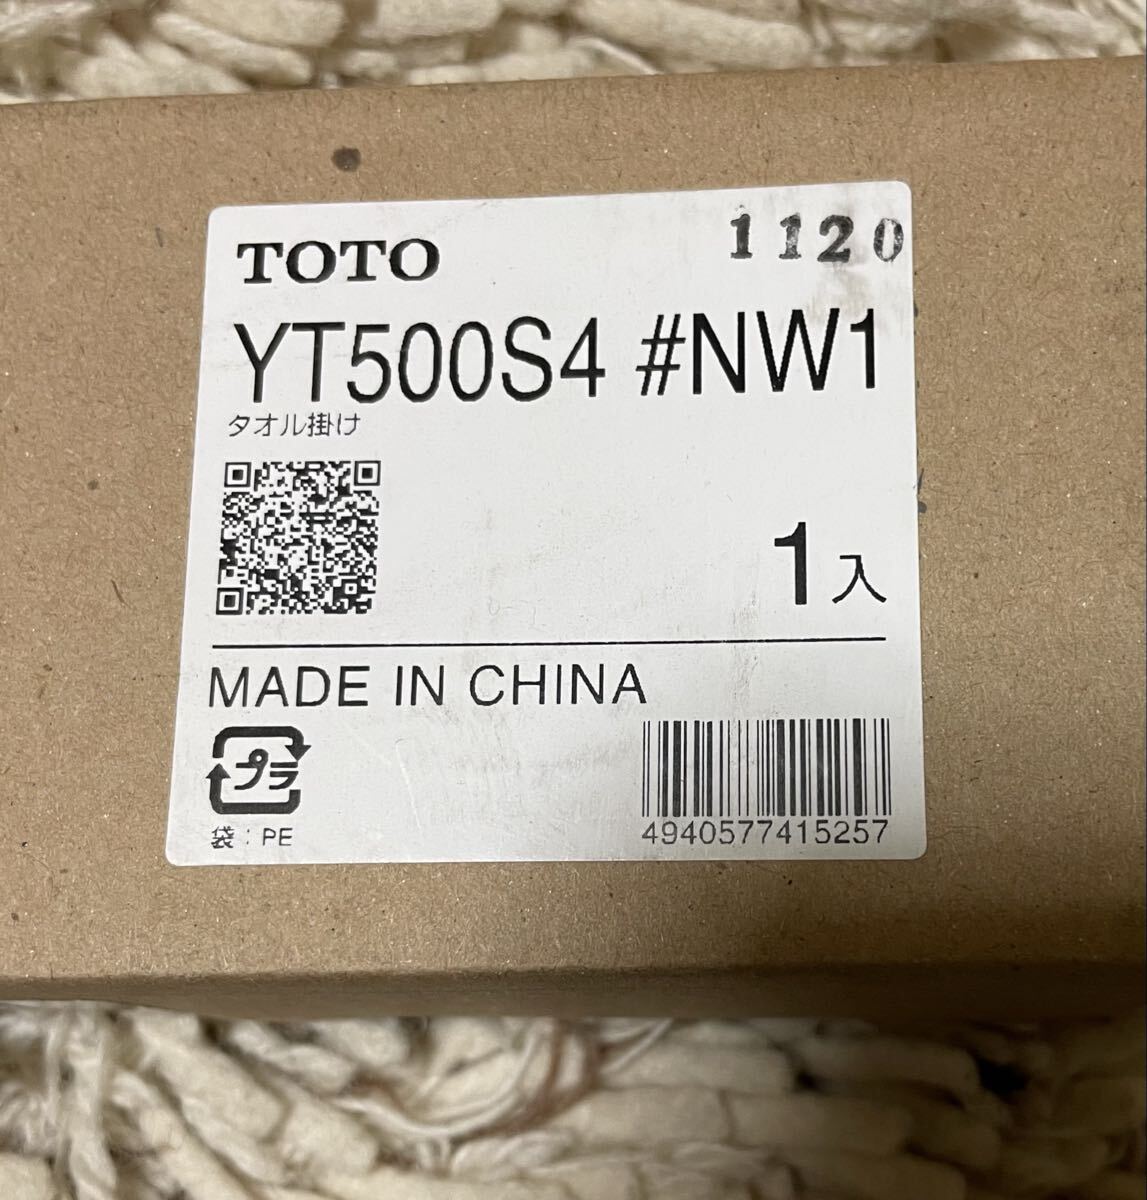 TOTO 1120
YT500S4 #NW1
タオル掛け
1入
MADE IN CHINA
プラ
袋：PE
4940577415257